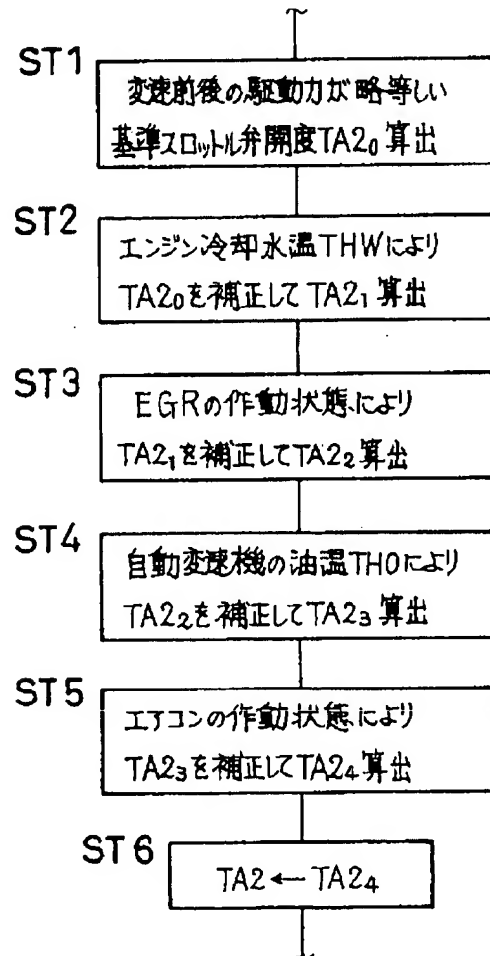 ST1
変速前後の駆動力が略等しい
基準スロットル弁開度TA2₀算出
ST2
エンジン冷却水温THWにより
TA2₀を補正してTA2₁算出
ST3
EGRの作動状態により
TA2₁を補正してTA2₂算出
ST4
自動変速機の油温THOにより
TA2₂を補正してTA2₃算出
ST5
エアコンの作動状態により
TA2₃を補正してTA2₄算出
ST6
TA2 ← TA2₄